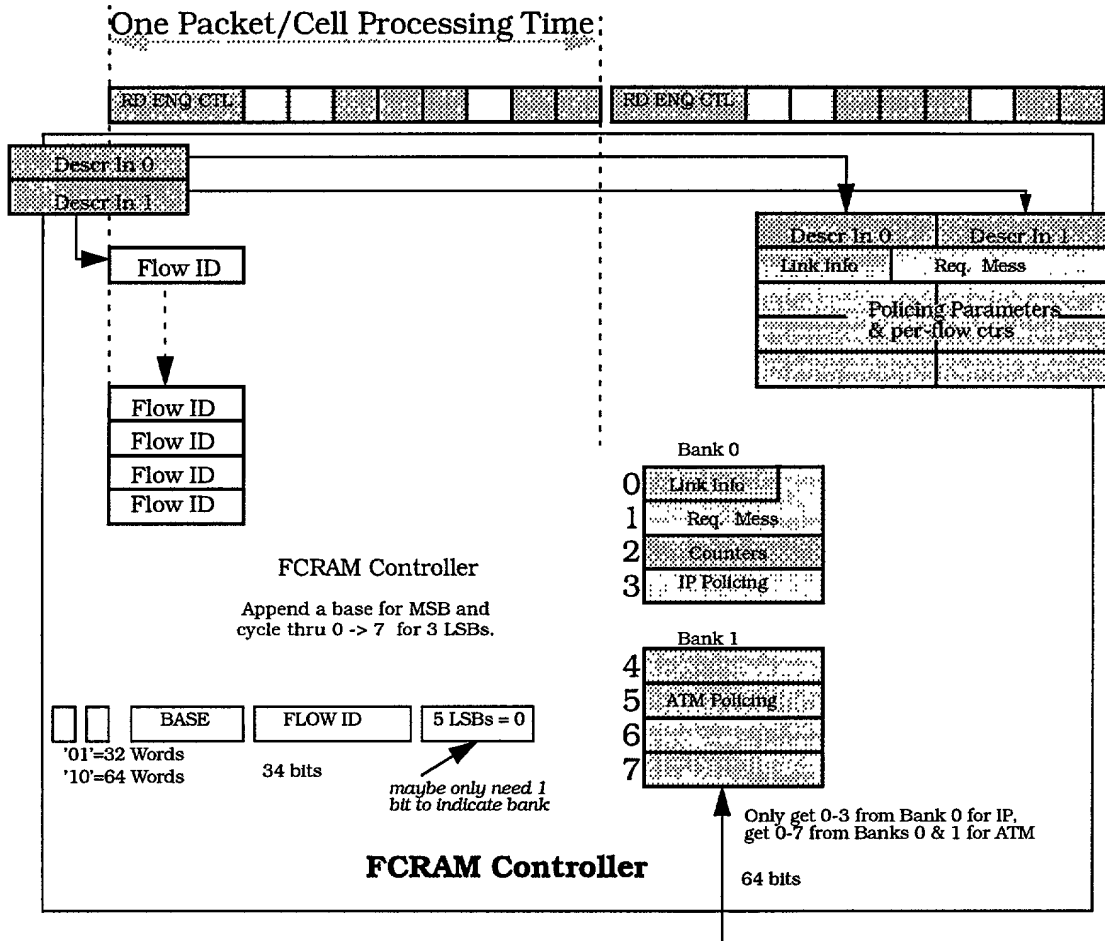 One Packet/Cell Processing Time
RD ENQ CTL
RD ENQ CTL
Descr In 0
Descr In 1
Flow ID
Descr In 0
Descr In 1
Link Info
Req. Mess
Policing Parameters
& per-flow ctrs
Flow ID
Flow ID
Flow ID
Flow ID
Bank 0
0
Link Info
1
Req. Mess
2
Counters
3
IP Policing
FCRAM Controller
Append a base for MSB and
cycle thru 0 -> 7 for 3 LSBs.
Bank 1
4
5
ATM Policing
6
7
BASE
FLOW ID
5 LSBs = 0
'01'=32 Words
'10'=64 Words
34 bits
maybe only need 1
bit to indicate bank
Only get 0-3 from Bank 0 for IP,
get 0-7 from Banks 0 & 1 for ATM
FCRAM Controller
64 bits